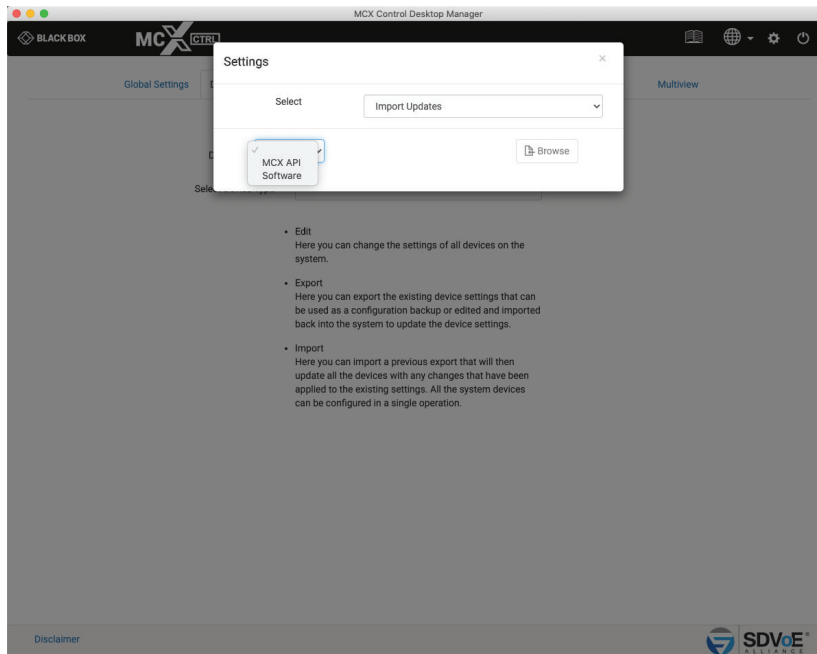 MCX Control Desktop Manager
BLACK BOX
MCX CTRL
Settings
×
Global Settings
Multiview
Select
Import Updates
MCX API
Software
Browse
• Edit
Here you can change the settings of all devices on the
system.
• Export
Here you can export the existing device settings that can
be used as a configuration backup or edited and imported
back into the system to update the device settings.
• Import
Here you can import a previous export that will then
update all the devices with any changes that have been
applied to the existing settings. All the system devices
can be configured in a single operation.
Disclaimer
SDVoE
ALLIANCE